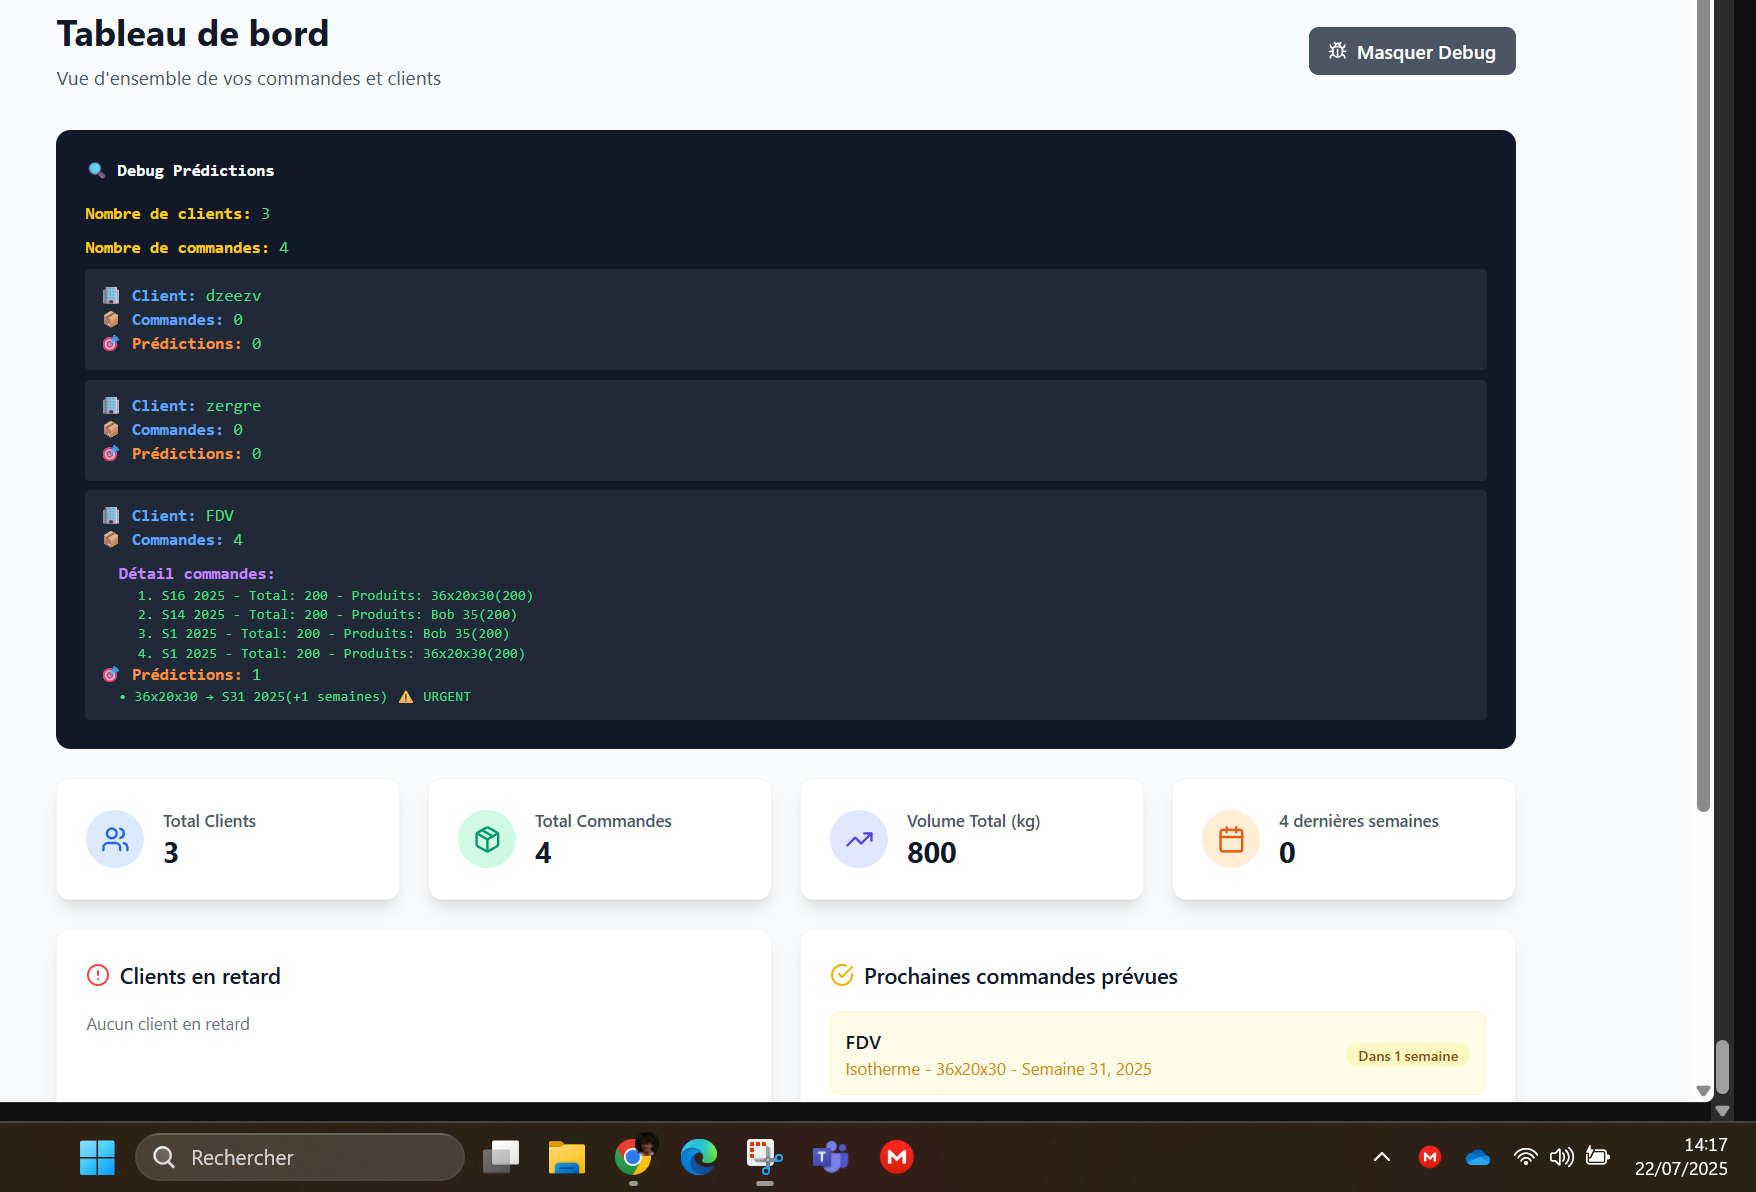 Tableau de bord
Vue d'ensemble de vos commandes et clients
Masquer Debug
Debug Prédictions
Nombre de clients: 3
Nombre de commandes: 4
Client: dzeezv
Commandes: 0
Prédictions: 0
Client: zergre
Commandes: 0
Prédictions: 0
Client: FDV
Commandes: 4
Détail commandes:
1. S16 2025 - Total: 200 - Produits: 36x20x30(200)
2. S14 2025 - Total: 200 - Produits: Bob 35(200)
3. S1 2025 - Total: 200 - Produits: Bob 35(200)
4. S1 2025 - Total: 200 - Produits: 36x20x30(200)
Prédictions: 1
• 36x20x30 → S31 2025(+1 semaines) ⚠️ URGENT
Total Clients
3
Total Commandes
4
Volume Total (kg)
800
4 dernières semaines
0
Clients en retard
Aucun client en retard
Prochaines commandes prévues
FDV
Isotherme - 36x20x30 - Semaine 31, 2025
Dans 1 semaine
Rechercher
14:17
22/07/2025